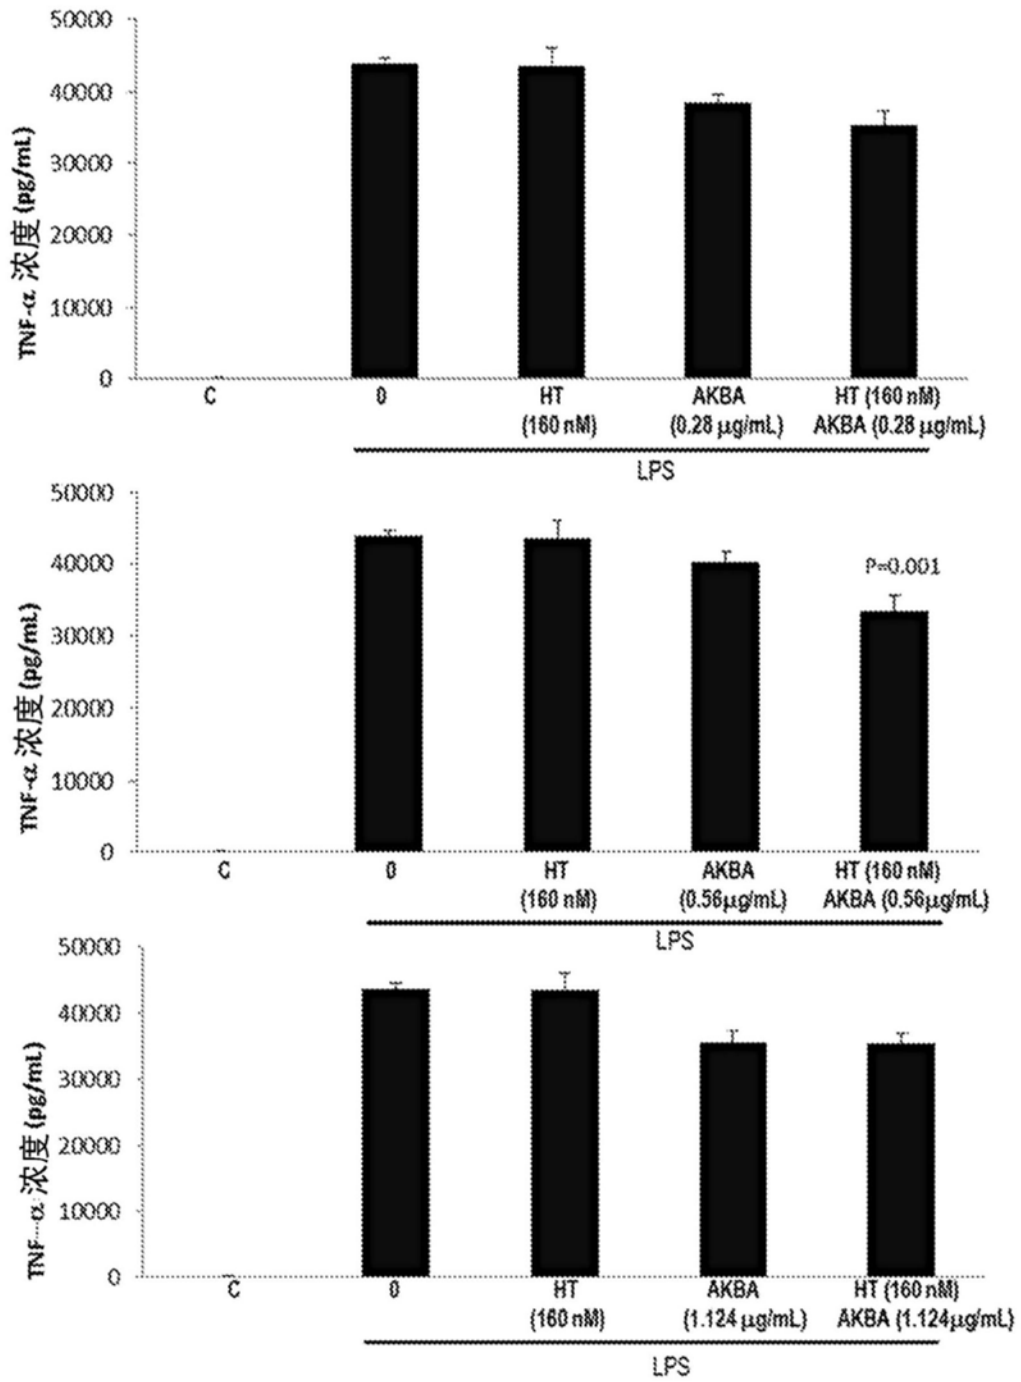 TNF-α 浓度 (pg/mL)
50000
40000
30000
20000
10000
0
C
0
HT
(160 nM)
AKBA
(0.28 µg/mL)
HT (160 nM)
AKBA (0.28 µg/mL)
LPS
TNF-α 浓度 (pg/mL)
50000
40000
30000
20000
10000
0
P=0.001
C
0
HT
(160 nM)
AKBA
(0.56µg/mL)
HT (160 nM)
AKBA (0.56µg/mL)
LPS
TNF-α 浓度 (pg/mL)
50000
40000
30000
20000
10000
0
C
0
HT
(160 nM)
AKBA
(1.124 µg/mL)
HT (160 nM)
AKBA (1.124µg/mL)
LPS